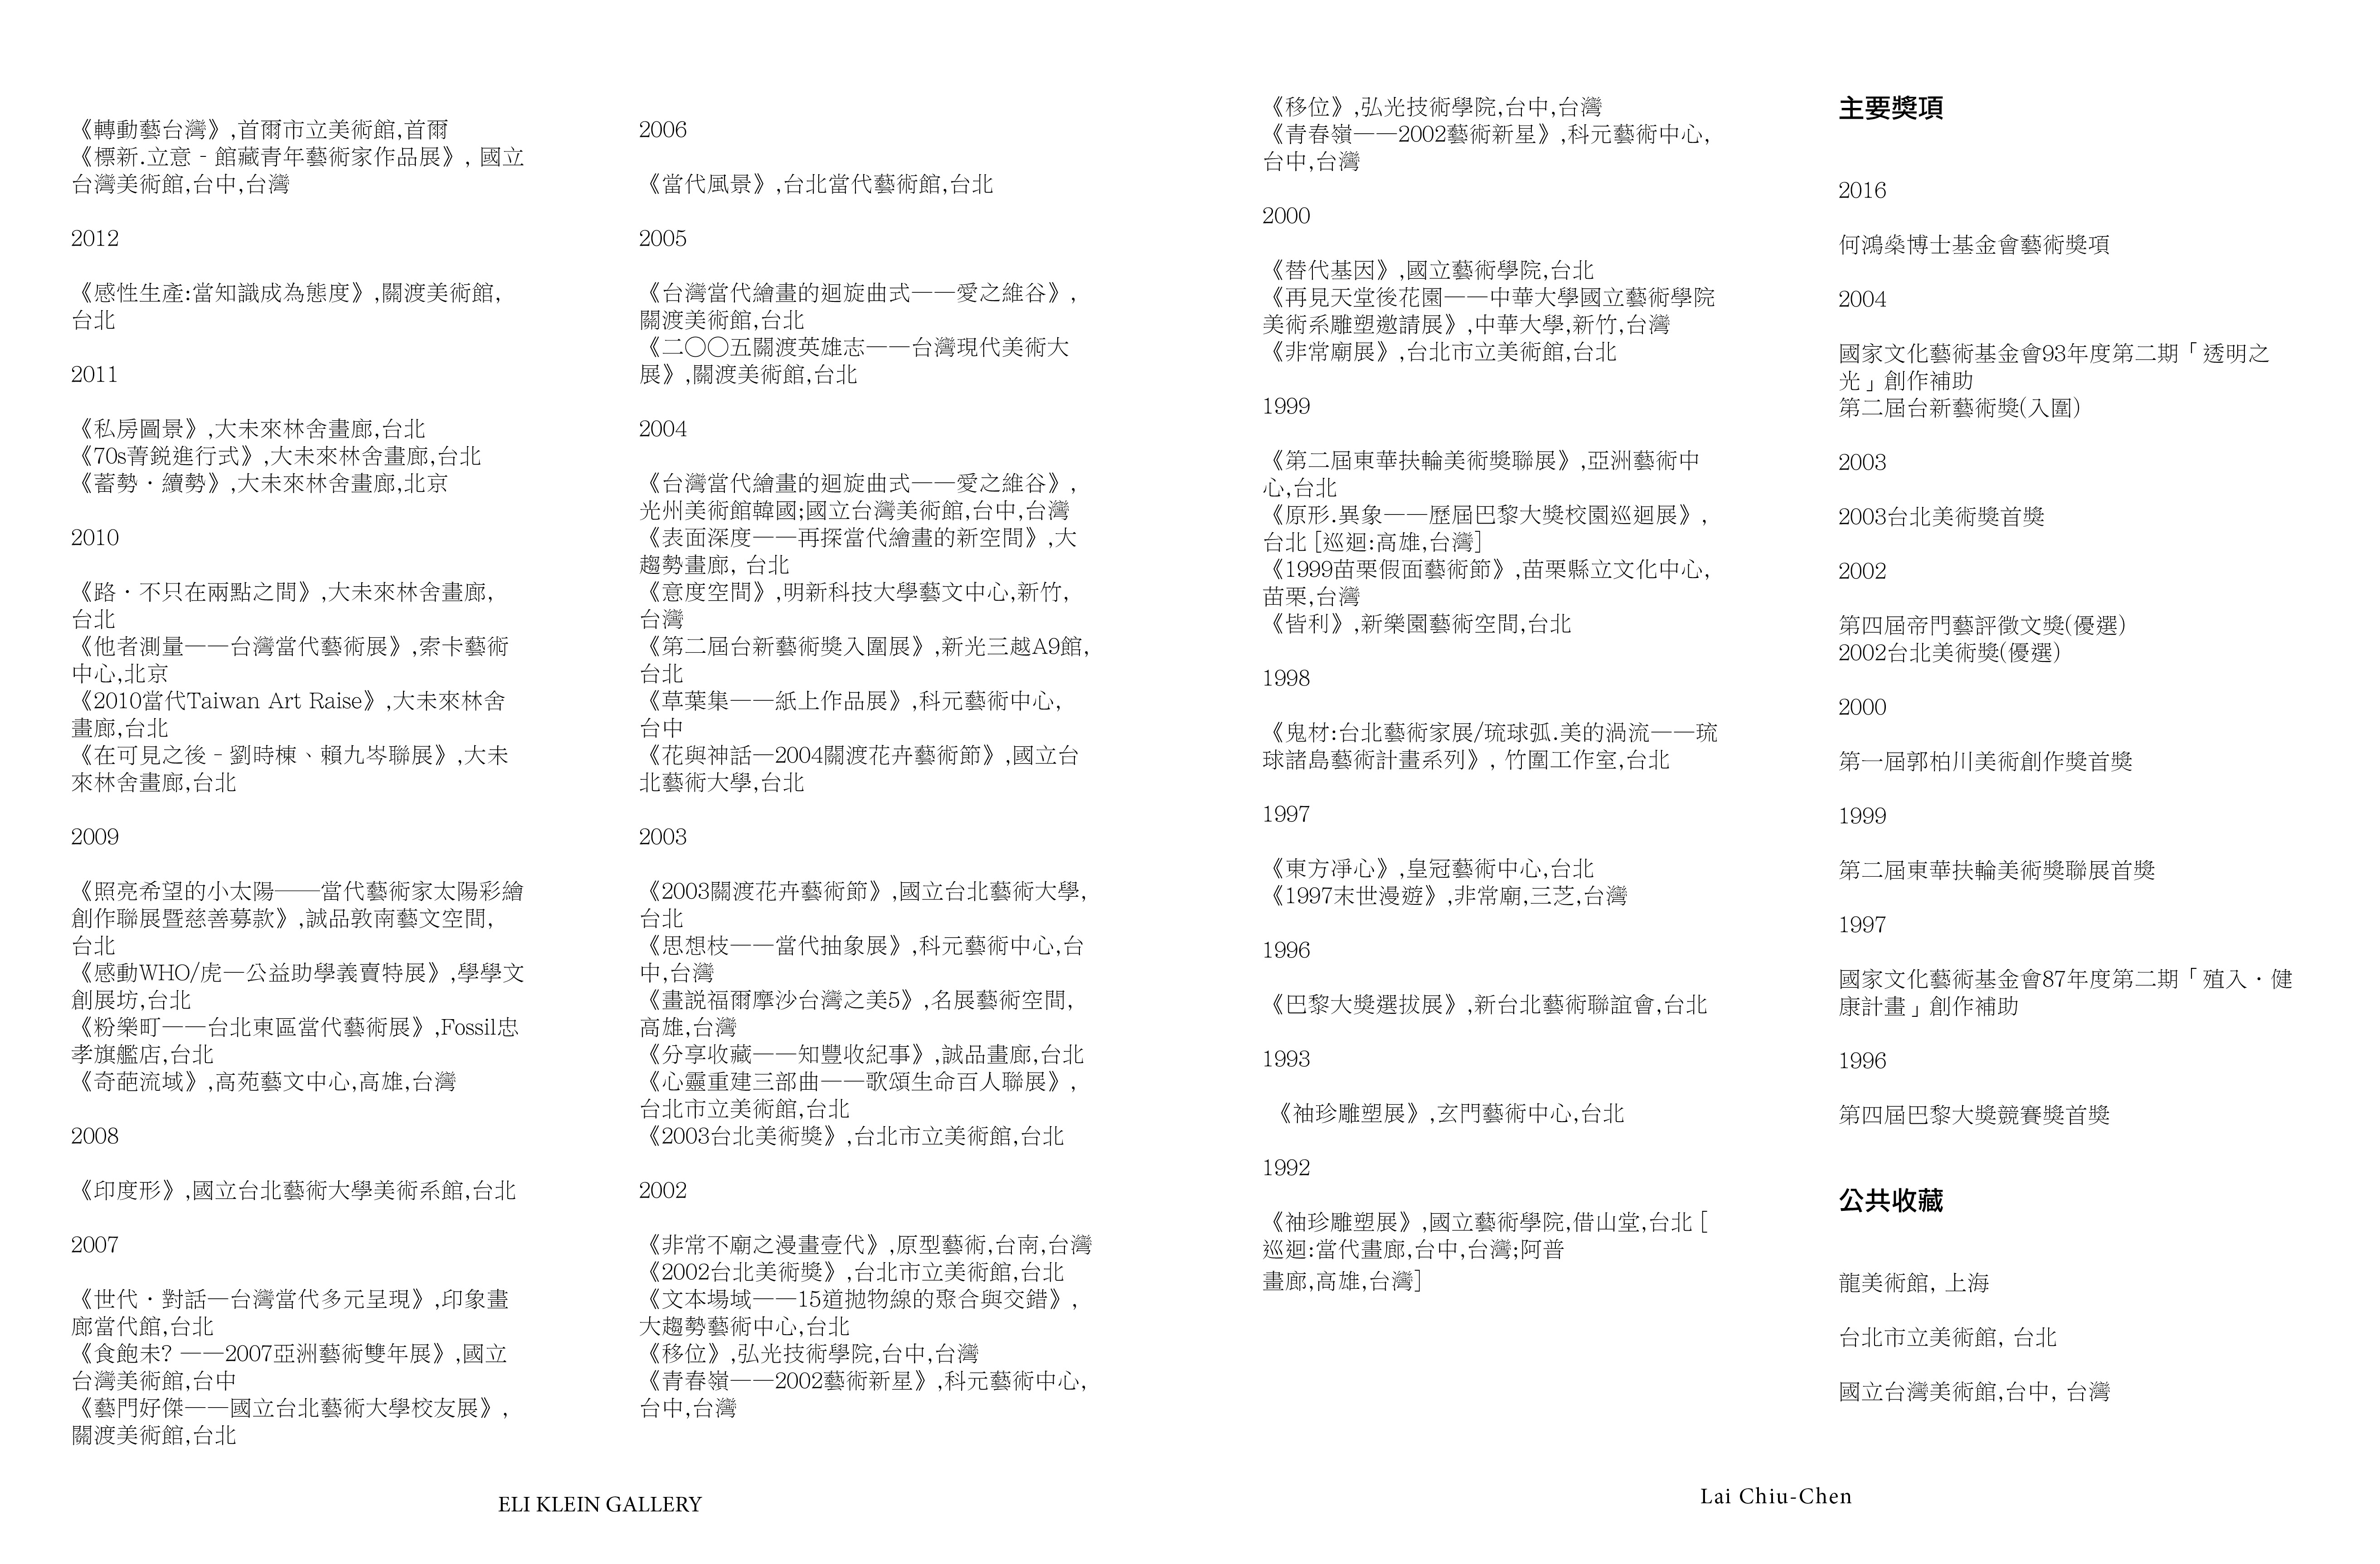 《轉動藝台灣》,首爾市立美術館,首爾
《標新.立意 - 館藏青年藝術家作品展》, 國立
台灣美術館,台中,台灣
2012
《感性生產:當知識成為態度》,關渡美術館,
台北
2011
《私房圖景》,大未來林舍畫廊,台北
《70s菁銳進行式》,大未來林舍畫廊,台北
《蓄勢・續勢》,大未來林舍畫廊,北京
2010
《路・不只在兩點之間》,大未來林舍畫廊,
台北
《他者測量——台灣當代藝術展》,索卡藝術
中心,北京
《2010當代Taiwan Art Raise》,大未來林舍
畫廊,台北
《在可見之後 - 劉時棟、賴九岑聯展》,大未
來林舍畫廊,台北
2009
《照亮希望的小太陽——當代藝術家太陽彩繪
創作聯展暨慈善募款》,誠品敦南藝文空間,
台北
《感動WHO/虎—公益助學義賣特展》,學學文
創展坊,台北
《粉樂町——台北東區當代藝術展》,Fossil忠
孝旗艦店,台北
《奇葩流域》,高苑藝文中心,高雄,台灣
2008
《印度形》,國立台北藝術大學美術系館,台北
2007
《世代・對話—台灣當代多元呈現》,印象畫
廊當代館,台北
《食飽未? ——2007亞洲藝術雙年展》,國立
台灣美術館,台中
《藝門好傑——國立台北藝術大學校友展》,
關渡美術館,台北
2006
《當代風景》,台北當代藝術館,台北
2005
《台灣當代繪畫的迴旋曲式——愛之維谷》,
關渡美術館,台北
《二〇〇五關渡英雄志——台灣現代美術大
展》,關渡美術館,台北
2004
《台灣當代繪畫的迴旋曲式——愛之維谷》,
光州美術館韓國;國立台灣美術館,台中,台灣
《表面深度——再探當代繪畫的新空間》,大
趨勢畫廊, 台北
《意度空間》,明新科技大學藝文中心,新竹,
台灣
《第二屆台新藝術獎入圍展》,新光三越A9館,
台北
《草葉集——紙上作品展》,科元藝術中心,
台中
《花與神話—2004關渡花卉藝術節》,國立台
北藝術大學,台北
2003
《2003關渡花卉藝術節》,國立台北藝術大學,
台北
《思想枝——當代抽象展》,科元藝術中心,台
中,台灣
《畫說福爾摩沙台灣之美5》,名展藝術空間,
高雄,台灣
《分享收藏——知豐收紀事》,誠品畫廊,台北
《心靈重建三部曲——歌頌生命百人聯展》,
台北市立美術館,台北
《2003台北美術獎》,台北市立美術館,台北
2002
《非常不廟之漫畫壹代》,原型藝術,台南,台灣
《2002台北美術獎》,台北市立美術館,台北
《文本場域——15道拋物線的聚合與交錯》,
大趨勢藝術中心,台北
《移位》,弘光技術學院,台中,台灣
《青春嶺——2002藝術新星》,科元藝術中心,
台中,台灣
ELI KLEIN GALLERY
《移位》,弘光技術學院,台中,台灣
《青春嶺——2002藝術新星》,科元藝術中心,
台中,台灣
2000
《替代基因》,國立藝術學院,台北
《再見天堂後花園——中華大學國立藝術學院
美術系雕塑邀請展》,中華大學,新竹,台灣
《非常廟展》,台北市立美術館,台北
1999
《第二屆東華扶輪美術獎聯展》,亞洲藝術中
心,台北
《原形.異象——歷屆巴黎大獎校園巡迴展》,
台北 [巡迴:高雄,台灣]
《1999苗栗假面藝術節》,苗栗縣立文化中心,
苗栗,台灣
《皆利》,新樂園藝術空間,台北
1998
《鬼材:台北藝術家展/琉球弧.美的渦流——琉
球諸島藝術計畫系列》, 竹圍工作室,台北
1997
《東方凈心》,皇冠藝術中心,台北
《1997末世漫遊》,非常廟,三芝,台灣
1996
《巴黎大獎選拔展》,新台北藝術聯誼會,台北
1993
《袖珍雕塑展》,玄門藝術中心,台北
1992
《袖珍雕塑展》,國立藝術學院,借山堂,台北 [
巡迴:當代畫廊,台中,台灣;阿普
畫廊,高雄,台灣]
主要獎項
2016
何鴻燊博士基金會藝術獎項
2004
國家文化藝術基金會93年度第二期「透明之
光」創作補助
第二屆台新藝術獎(入圍)
2003
2003台北美術獎首獎
2002
第四屆帝門藝評徵文獎(優選)
2002台北美術獎(優選)
2000
第一屆郭柏川美術創作獎首獎
1999
第二屆東華扶輪美術獎聯展首獎
1997
國家文化藝術基金會87年度第二期「殖入・健
康計畫」創作補助
1996
第四屆巴黎大獎競賽獎首獎
公共收藏
龍美術館, 上海
台北市立美術館, 台北
國立台灣美術館,台中, 台灣
Lai Chiu-Chen